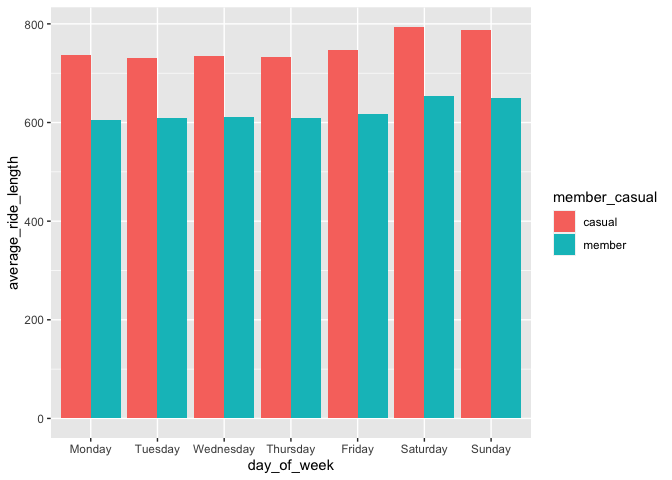 800
600
400
200
0
average_ride_length
Monday Tuesday Wednesday Thursday Friday Saturday Sunday
day_of_week
member_casual
casual
member